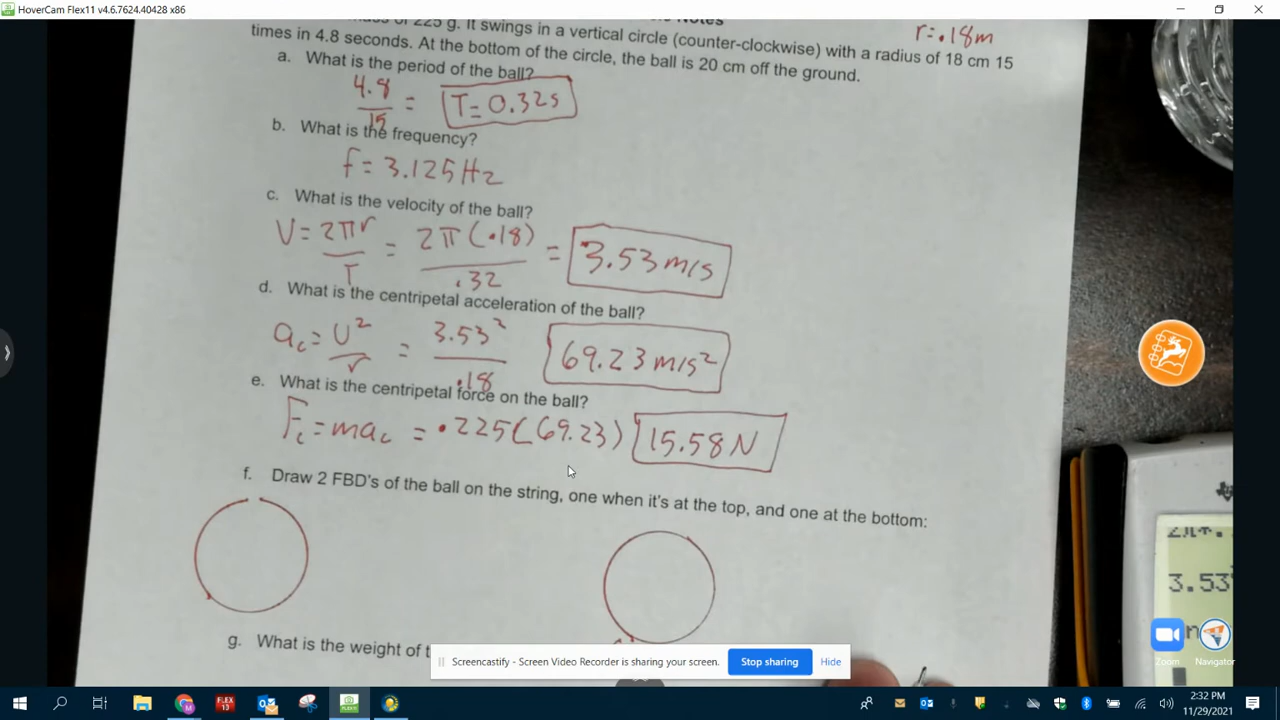 HoverCam Flex11 v4.6.7624.40428 x86
of 225 g. It swings in a vertical circle (counter-clockwise) with a radius of 18 cm 15
Notes
r=.18m
times in 4.8 seconds. At the bottom of the circle, the ball is 20 cm off the ground.
a. What is the period of the ball?
4.8
15
= T=0.32s
b. What is the frequency?
f=3.125Hz
c. What is the velocity of the ball?
V=2πr/T = 2π(.18)/.32 = 3.53m/s
d. What is the centripetal acceleration of the ball?
ac=v²/r = 3.53²/.18 69.23 m/s²
e. What is the centripetal force on the ball?
Fc=mac = .225(69.23) 15.58N
f. Draw 2 FBD's of the ball on the string, one when it's at the top, and one at the bottom:
3.53
g. What is the weight of
Screencastify - Screen Video Recorder is sharing your screen.
Stop sharing
Hide
Zoom
Navigator
FLEX
2:32 PM
11/29/2021